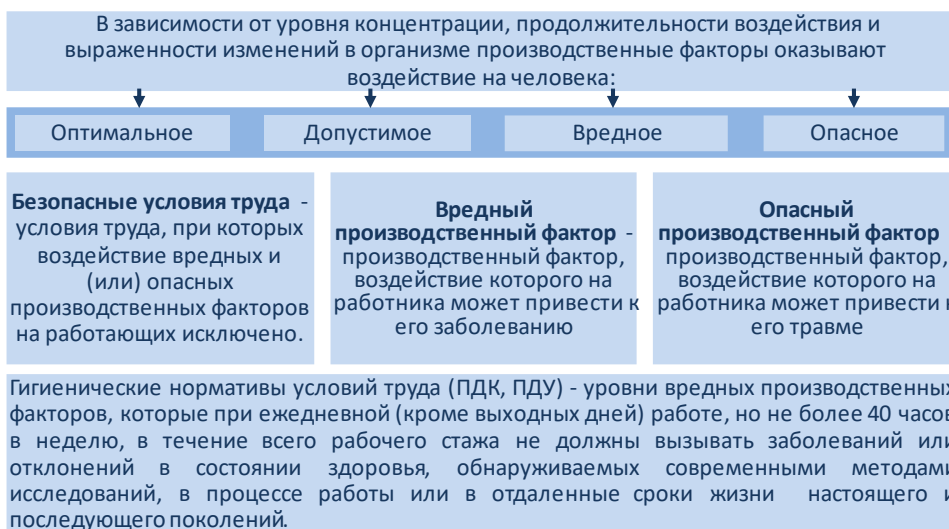 В зависимости от уровня концентрации, продолжительности воздействия и
выраженности изменений в организме производственные факторы оказывают
воздействие на человека:
Оптимальное
Допустимое
Вредное
Опасное
Безопасные условия труда -
условия труда, при которых
воздействие вредных и
(или) опасных
производственных факторов
на работающих исключено.
Вредный
производственный фактор -
производственный фактор,
воздействие которого на
работника может привести к
его заболеванию
Опасный
производственный фактор
производственный фактор,
воздействие которого на
работника может привести к
его травме
Гигиенические нормативы условий труда (ПДК, ПДУ) - уровни вредных производственных
факторов, которые при ежедневной (кроме выходных дней) работе, но не более 40 часов
в неделю, в течение всего рабочего стажа не должны вызывать заболеваний или
отклонений в состоянии здоровья, обнаруживаемых современными методами
исследований, в процессе работы или в отдаленные сроки жизни настоящего и
последующего поколений.